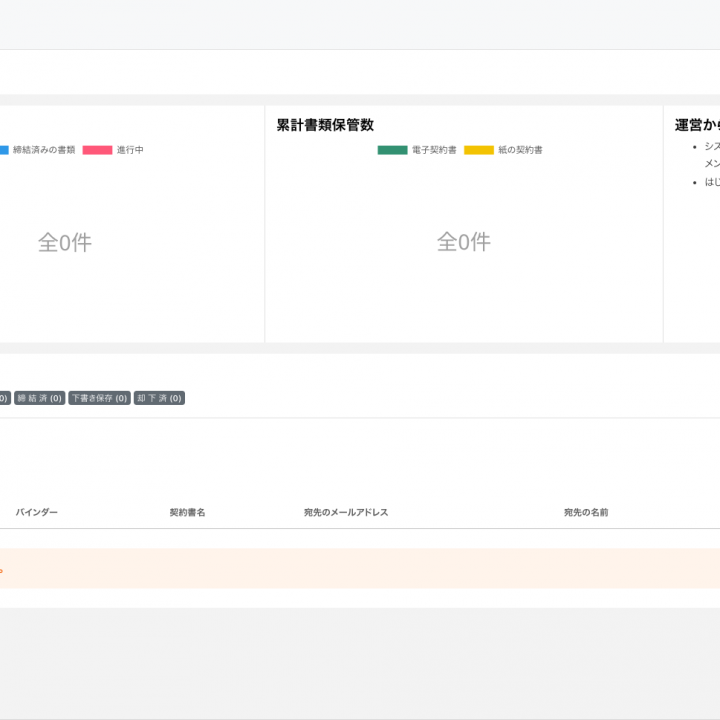 締結済みの書類 進行中
全0件
累計書類保管数
電子契約書 紙の契約書
全0件
運営か
シス
メン
はじ
0) 締 結 済 (0) 下書き保存 (0) 却 下 済 (0)
バインダー 契約書名 宛先のメールアドレス 宛先の名前
。